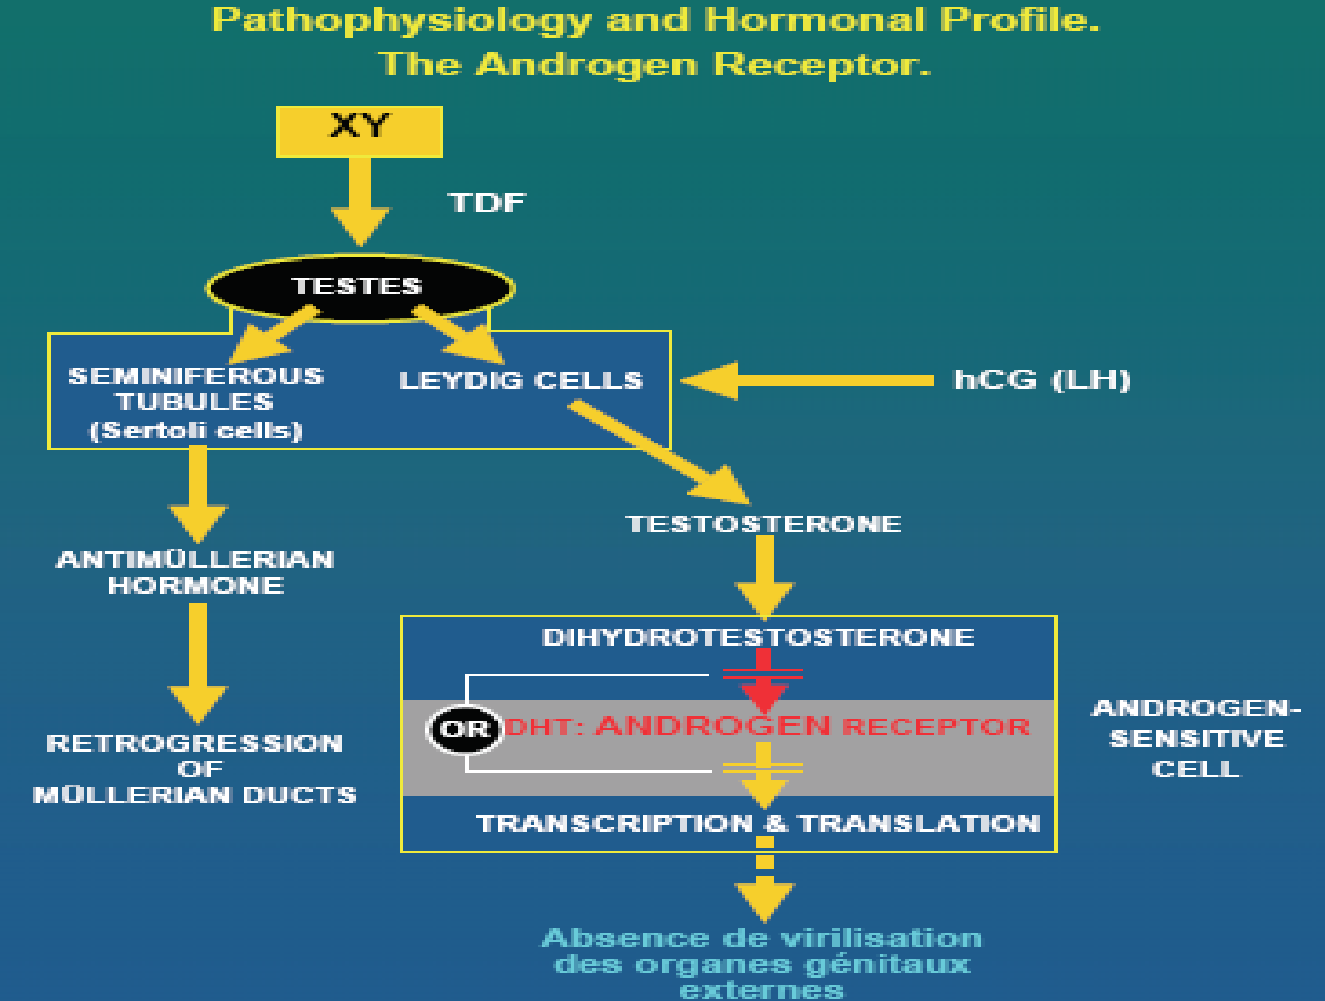 Pathophysiology and Hormonal Profile.
The Androgen Receptor.
XY
TDF
TESTES
SEMINIFEROUS
TUBULES
(Sertoli cells)
LEYDIG CELLS
hCG (LH)
TESTOSTERONE
ANTIMÜLLERIAN
HORMONE
RETROGRESSION
OF
MÜLLERIAN DUCTS
DIHYDROTESTOSTERONE
OR
DHT: ANDROGEN RECEPTOR
TRANSCRIPTION & TRANSLATION
ANDROGEN-
SENSITIVE
CELL
Absence de virilisation
des organes génitaux
externes